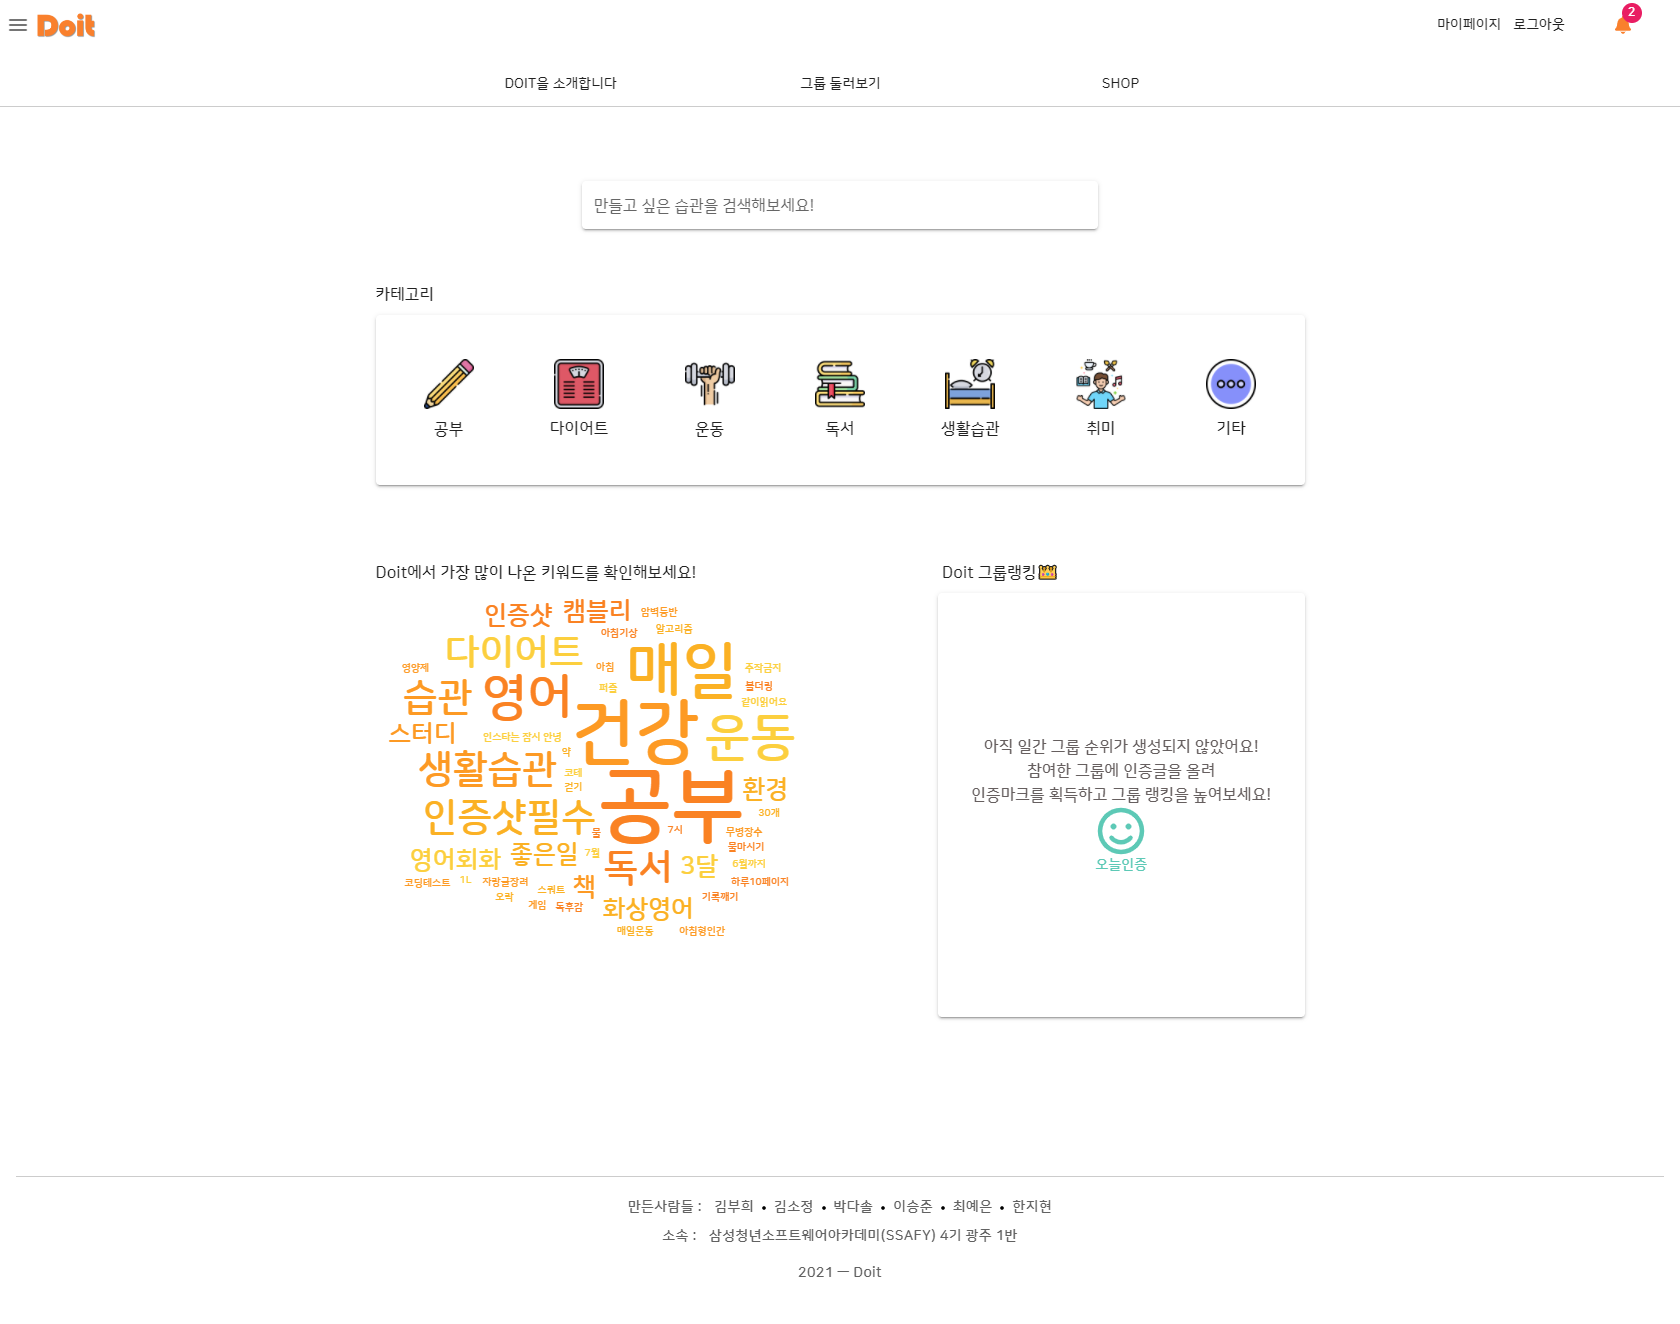 Doit
마이페이지 로그아웃 2
DOIT을 소개합니다 그룹 둘러보기 SHOP
만들고 싶은 습관을 검색해보세요!
카테고리
공부 다이어트 운동 독서 생활습관 취미 기타
Doit에서 가장 많이 나온 키워드를 확인해보세요!
인증샷 캠블리 암벽등반
아침기상 알고리즘
다이어트 매일
영양제 아침 주작금지
퍼즐 볼더링
습관 영어 같이읽어요
건강 운동
스터디 인스타는 잠시 안녕
약
생활습관 코테
걷기 공부 환경
인증샷필수 30개
물 7시 무병장수
물마시기
영어회화 좋은일 7월 독서 3달 6월까지
코딩테스트 1L 자랑글장려 스쿼트 책 하루10페이지
오락 게임 독후감 화상영어 기록깨기
매일운동 아침형인간
Doit 그룹랭킹
아직 일간 그룹 순위가 생성되지 않았어요!
참여한 그룹에 인증글을 올려
인증마크를 획득하고 그룹 랭킹을 높여보세요!
오늘인증
만든사람들 : 김부희 • 김소정 • 박다솔 • 이승준 • 최예은 • 한지현
소속 : 삼성청년소프트웨어아카데미(SSAFY) 4기 광주 1반
2021 — Doit